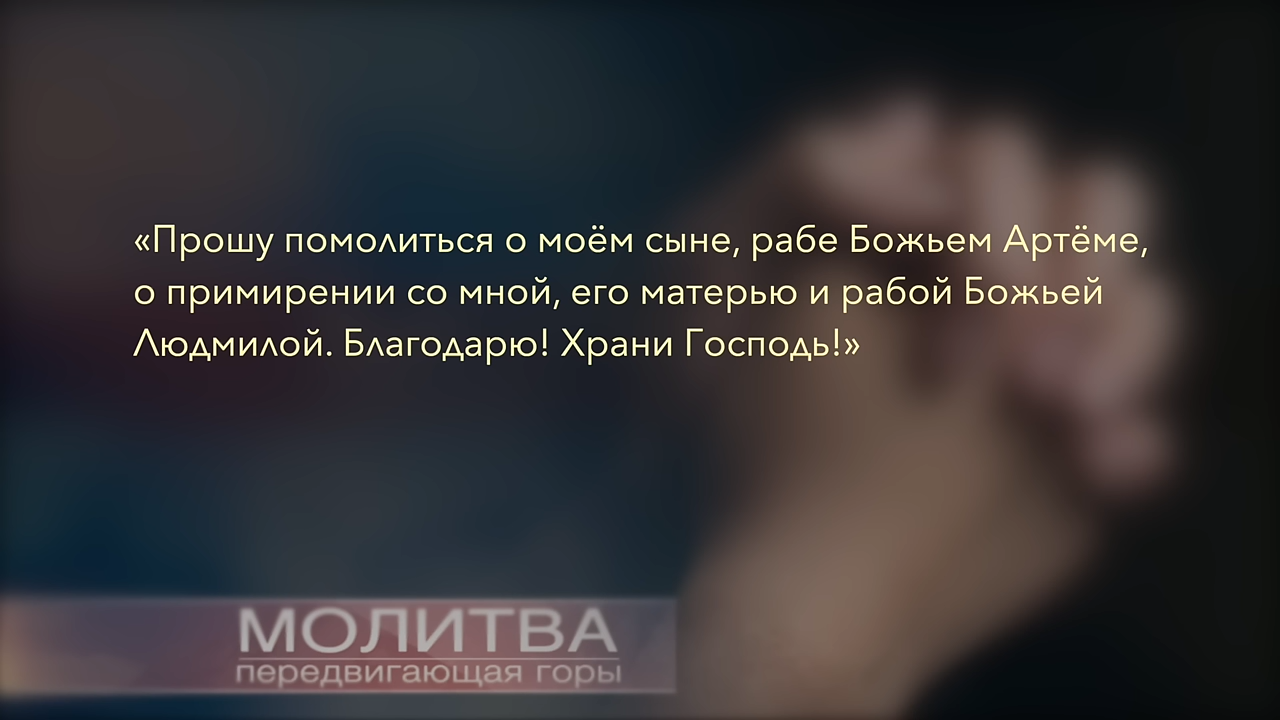 «Прошу помолиться о моём сыне, рабе Божьем Артёме,
о примирении со мной, его матерью и рабой Божьей
Людмилой. Благодарю! Храни Господь!»
МОЛИТВА
передвигающая горы